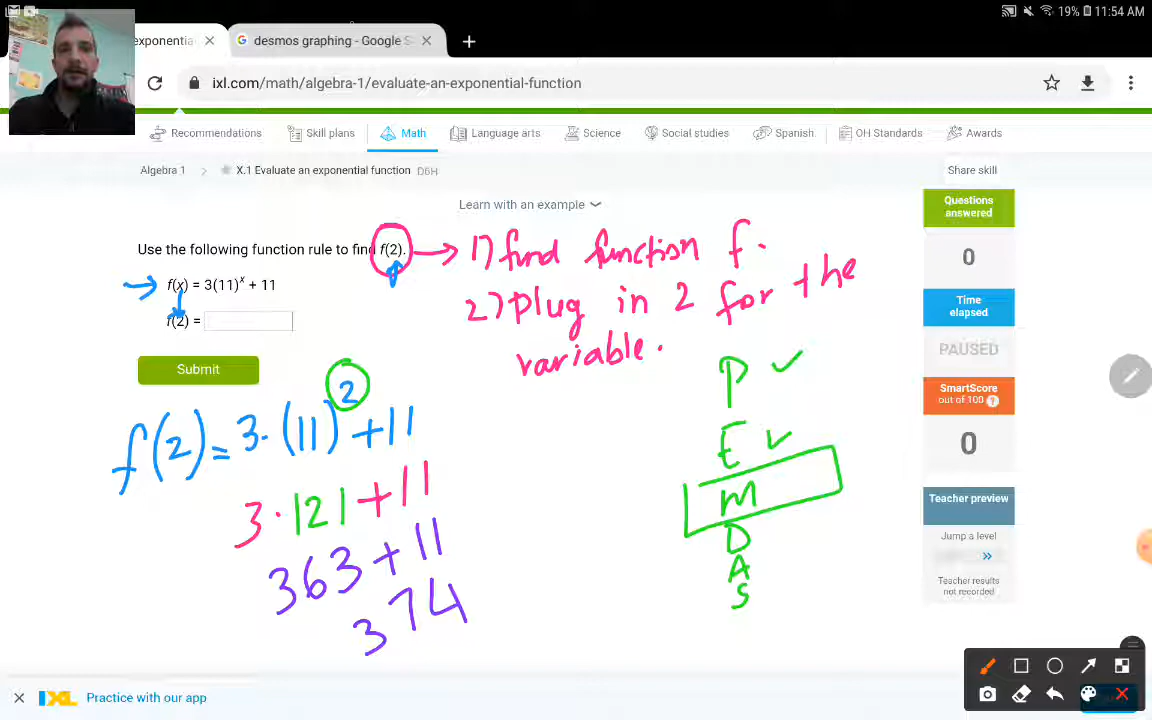 19% 11:54 AM
exponentia
desmos graphing - Google S
ixl.com/math/algebra-1/evaluate-an-exponential-function
Recommendations Skill plans Math Language arts Science Social studies Spanish OH Standards Awards
Algebra 1 > X.1 Evaluate an exponential function D6H
Share skill
Learn with an example
Questions answered
0
Time elapsed
PAUSED
SmartScore
out of 100 ?
0
Teacher preview
Jump a level
»
Teacher results not recorded
Use the following function rule to find f(2).
f(x) = 3(11)^x + 11
f(2) =
Submit
1) find function f.
2) plug in 2 for the
variable.
f(2) = 3·(11)^2 + 11
3·121 + 11
363 + 11
374
P ✓
E ✓
M
D
A
S
IXL Practice with our app